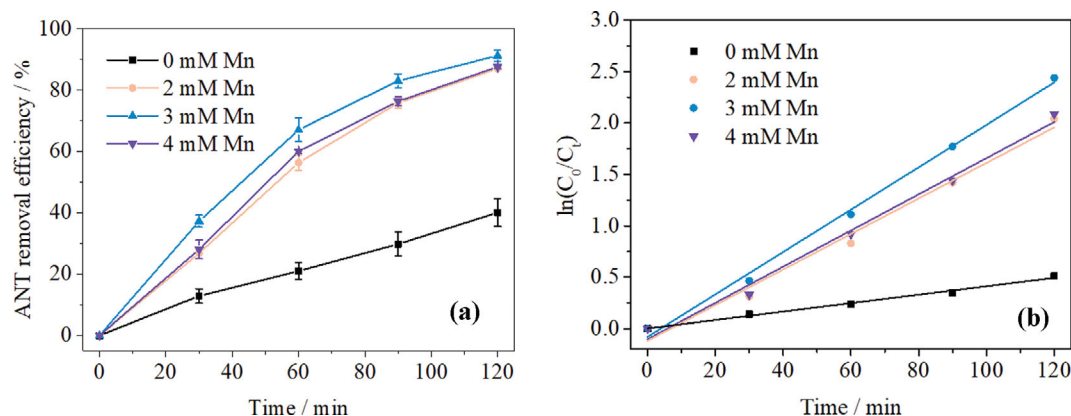 100
80
60
40
20
0
ANT removal efficiency / %
0 mM Mn
2 mM Mn
3 mM Mn
4 mM Mn
(a)
0 20 40 60 80 100 120
Time / min
3.0
2.5
2.0
1.5
1.0
0.5
0.0
ln(C₀/Cₜ)
0 mM Mn
2 mM Mn
3 mM Mn
4 mM Mn
(b)
0 20 40 60 80 100 120
Time / min